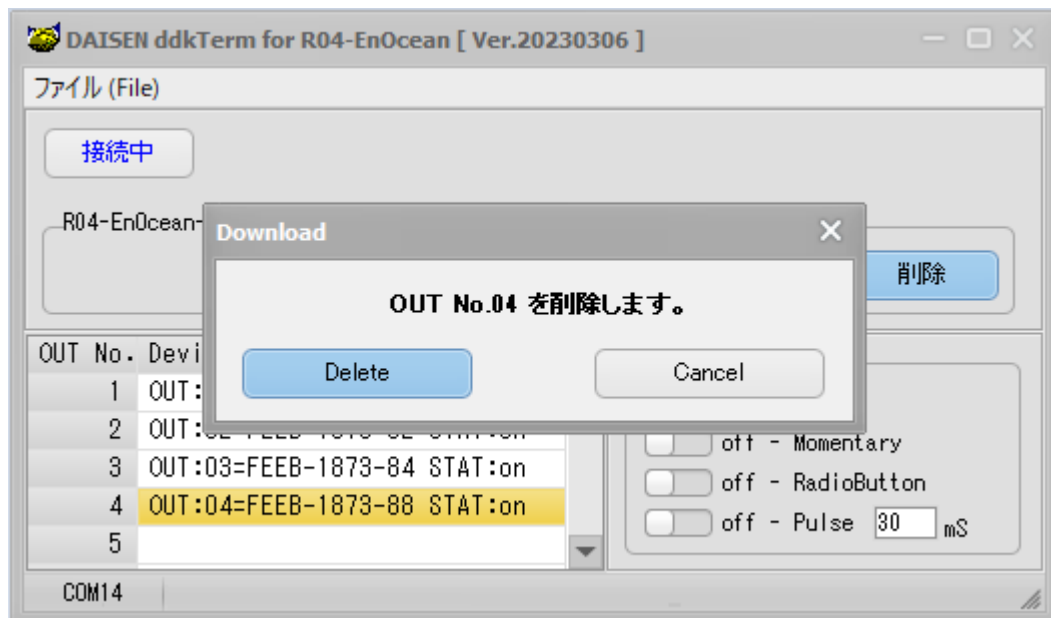 DAISEN ddkTerm for R04-EnOcean [ Ver.20230306 ]
ファイル (File)
接続中
R04-EnOcean-
Download
OUT No.04 を削除します。
Delete
Cancel
削除
OUT No. Devi
1 OUT:
2 OUT:
3 OUT:03=FEEB-1873-84 STAT:on
4 OUT:04=FEEB-1873-88 STAT:on
5
off - Momentary
off - RadioButton
off - Pulse 30 mS
COM14